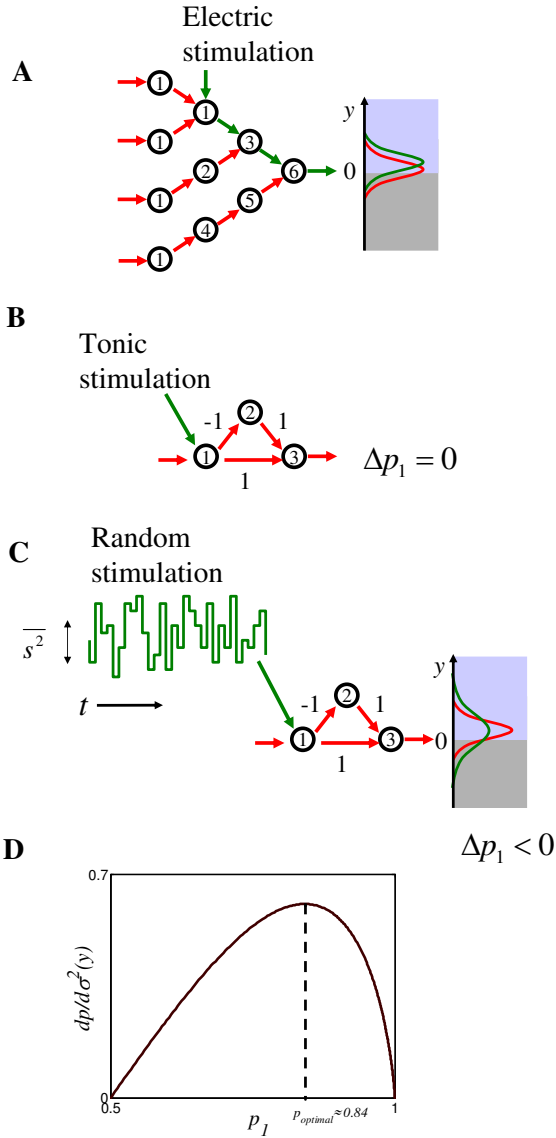 Electric
stimulation
A
1
1
1
3
y
1
2
6
0
1
5
4
B
Tonic
stimulation
-1
2
1
1
3
1
Δp₁ = 0
C
Random
stimulation
s²
t
y
-1
2
1
1
3
0
1
Δp₁ < 0
D
0.7
dp/dσ²(y)
0
0.5
p_optimal≈0.84
1
p₁